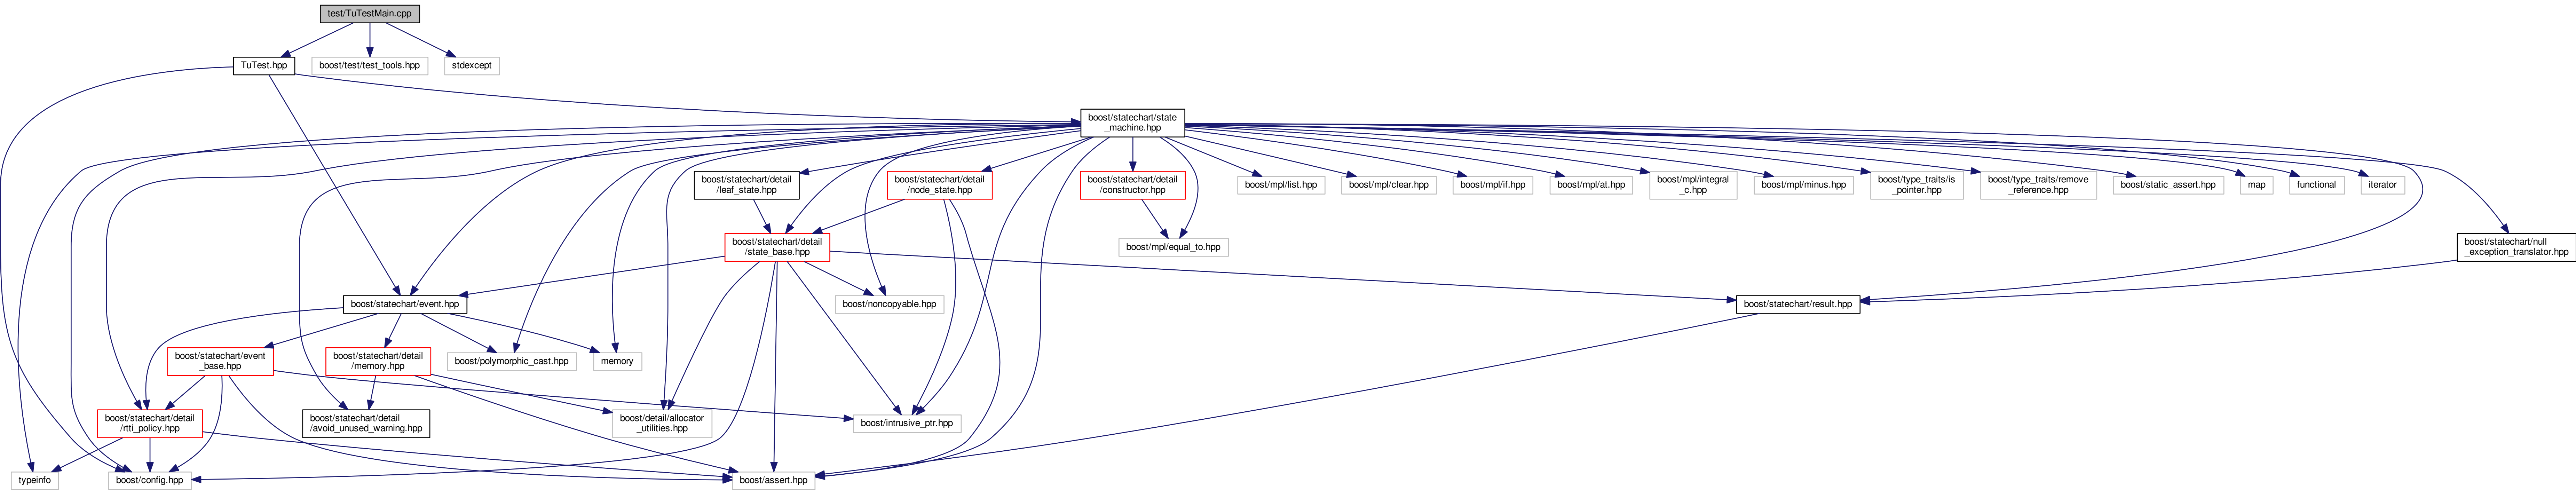 test/TuTestMain.cpp
TuTest.hpp
boost/test/test_tools.hpp
stdexcept
boost/statechart/state
_machine.hpp
boost/statechart/detail
/leaf_state.hpp
boost/statechart/detail
/node_state.hpp
boost/statechart/detail
/constructor.hpp
boost/mpl/list.hpp
boost/mpl/clear.hpp
boost/mpl/if.hpp
boost/mpl/at.hpp
boost/mpl/integral
_c.hpp
boost/mpl/minus.hpp
boost/type_traits/is
_pointer.hpp
boost/type_traits/remove
_reference.hpp
boost/static_assert.hpp
map
functional
iterator
boost/statechart/detail
/state_base.hpp
boost/mpl/equal_to.hpp
boost/statechart/null
_exception_translator.hpp
boost/statechart/event.hpp
boost/noncopyable.hpp
boost/statechart/result.hpp
boost/statechart/event
_base.hpp
boost/statechart/detail
/memory.hpp
boost/polymorphic_cast.hpp
memory
boost/statechart/detail
/rtti_policy.hpp
boost/statechart/detail
/avoid_unused_warning.hpp
boost/detail/allocator
_utilities.hpp
boost/intrusive_ptr.hpp
typeinfo
boost/config.hpp
boost/assert.hpp